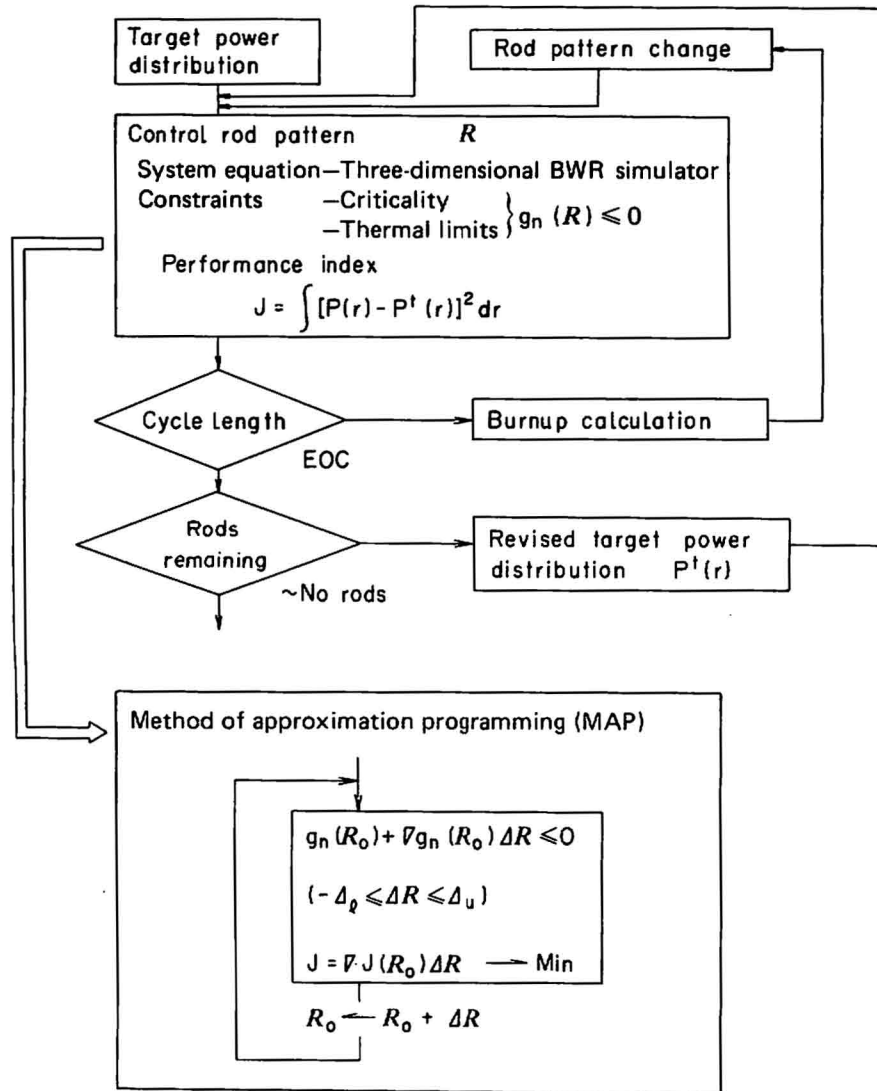 Target power
distribution
Rod pattern change
Control rod pattern R
System equation—Three-dimensional BWR simulator
Constraints —Criticality
—Thermal limits } gn (R) ⩽ 0
Performance index
J = ∫ [P(r) - Pᵗ (r)]² dr
Cycle Length
Burnup calculation
EOC
Rods
remaining
Revised target power
distribution Pᵗ(r)
~No rods
Method of approximation programming (MAP)
gn(R₀) + ∇gn(R₀)ΔR ⩽ 0
(-Δℓ ⩽ ΔR ⩽ Δu)
J = ∇·J(R₀)ΔR → Min
R₀ ← R₀ + ΔR